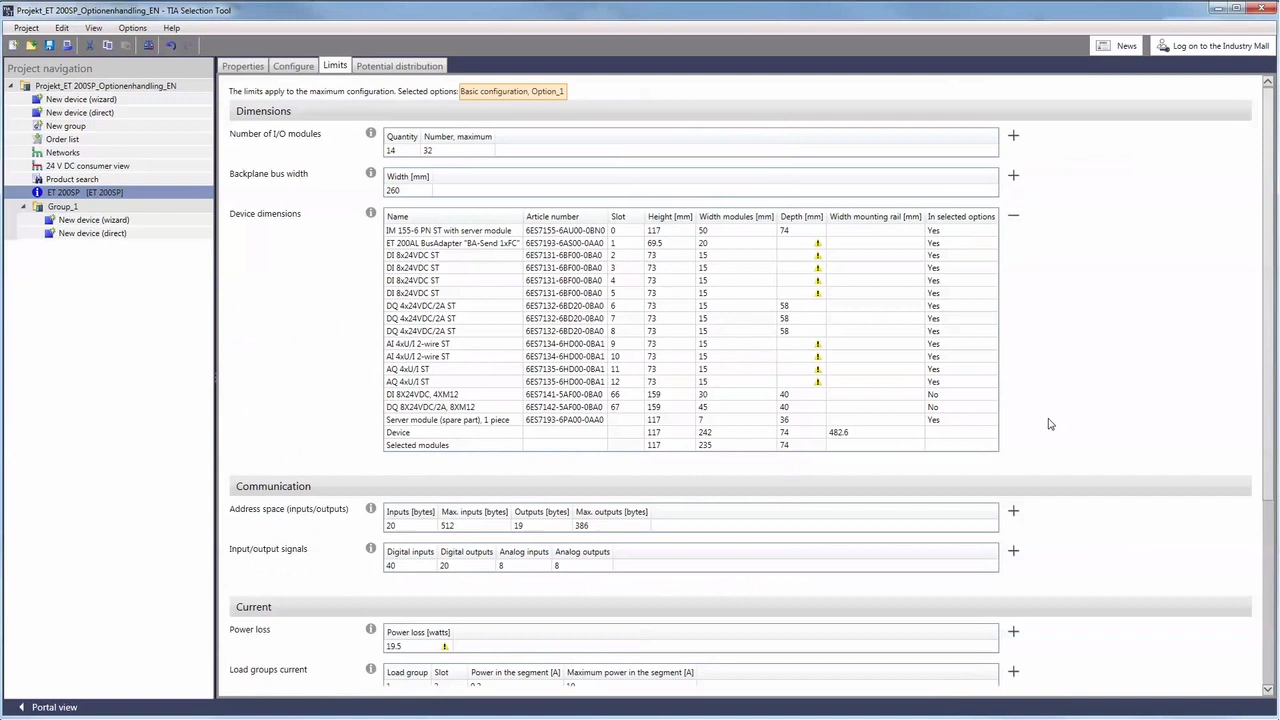 Projekt_ET 200SP_Optionenhandling_EN - TIA Selection Tool
Project Edit View Options Help
News Log on to the Industry Mall
Project navigation
Projekt_ET 200SP_Optionenhandling_EN
New device (wizard)
New device (direct)
New group
Order list
Networks
24 V DC consumer view
Product search
ET 200SP [ET 200SP]
Group_1
New device (wizard)
New device (direct)
Properties Configure Limits Potential distribution
The limits apply to the maximum configuration. Selected options: Basic configuration, Option_1
Dimensions
Number of I/O modules
Quantity Number, maximum
14 32
Backplane bus width
Width [mm]
260
Device dimensions
Name Article number Slot Height [mm] Width modules [mm] Depth [mm] Width mounting rail [mm] In selected options
IM 155-6 PN ST with server module 6ES7155-6AU00-0BN0 0 117 50 74 Yes
ET 200AL BusAdapter "BA-Send 1xFC" 6ES7193-6AS00-0AA0 1 69.5 20 Yes
DI 8x24VDC ST 6ES7131-6BF00-0BA0 2 73 15 Yes
DI 8x24VDC ST 6ES7131-6BF00-0BA0 3 73 15 Yes
DI 8x24VDC ST 6ES7131-6BF00-0BA0 4 73 15 Yes
DI 8x24VDC ST 6ES7131-6BF00-0BA0 5 73 15 Yes
DQ 4x24VDC/2A ST 6ES7132-6BD20-0BA0 6 73 15 58 Yes
DQ 4x24VDC/2A ST 6ES7132-6BD20-0BA0 7 73 15 58 Yes
DQ 4x24VDC/2A ST 6ES7132-6BD20-0BA0 8 73 15 58 Yes
AI 4xU/I 2-wire ST 6ES7134-6HD00-0BA1 9 73 15 Yes
AI 4xU/I 2-wire ST 6ES7134-6HD00-0BA1 10 73 15 Yes
AQ 4xU/I ST 6ES7135-6HD00-0BA1 11 73 15 Yes
AQ 4xU/I ST 6ES7135-6HD00-0BA1 12 73 15 Yes
DI 8X24VDC, 4XM12 6ES7141-5AF00-0BA0 66 159 30 40 No
DQ 8X24VDC/2A, 8XM12 6ES7142-5AF00-0BA0 67 159 45 40 No
Server module (spare part), 1 piece 6ES7193-6PA00-0AA0 117 7 36 Yes
Device 117 242 74 482.6
Selected modules 117 235 74
Communication
Address space (inputs/outputs)
Inputs [bytes] Max. inputs [bytes] Outputs [bytes] Max. outputs [bytes]
20 512 19 386
Input/output signals
Digital inputs Digital outputs Analog inputs Analog outputs
40 20 8 8
Current
Power loss
Power loss [watts]
19.5
Load groups current
Load group Slot Power in the segment [A] Maximum power in the segment [A]
Portal view